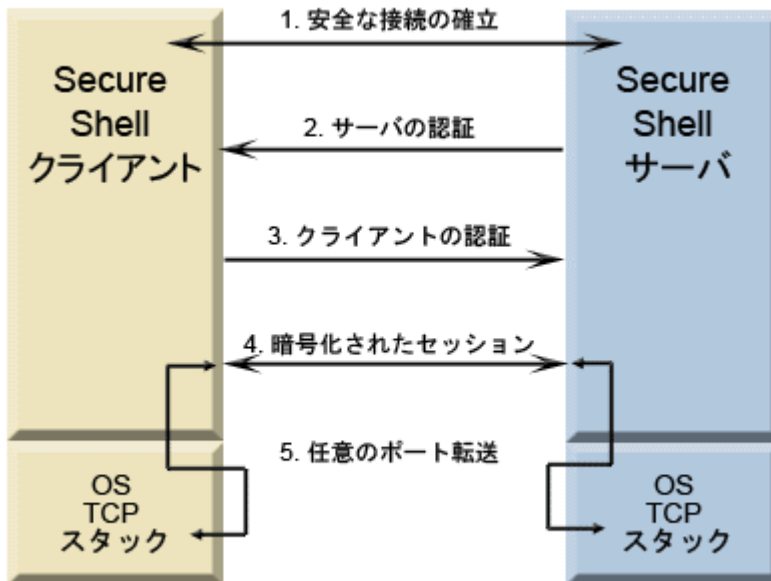 1. 安全な接続の確立
Secure
Shell
クライアント
Secure
Shell
サーバ
2. サーバの認証
3. クライアントの認証
4. 暗号化されたセッション
5. 任意のポート転送
OS
TCP
スタック
OS
TCP
スタック